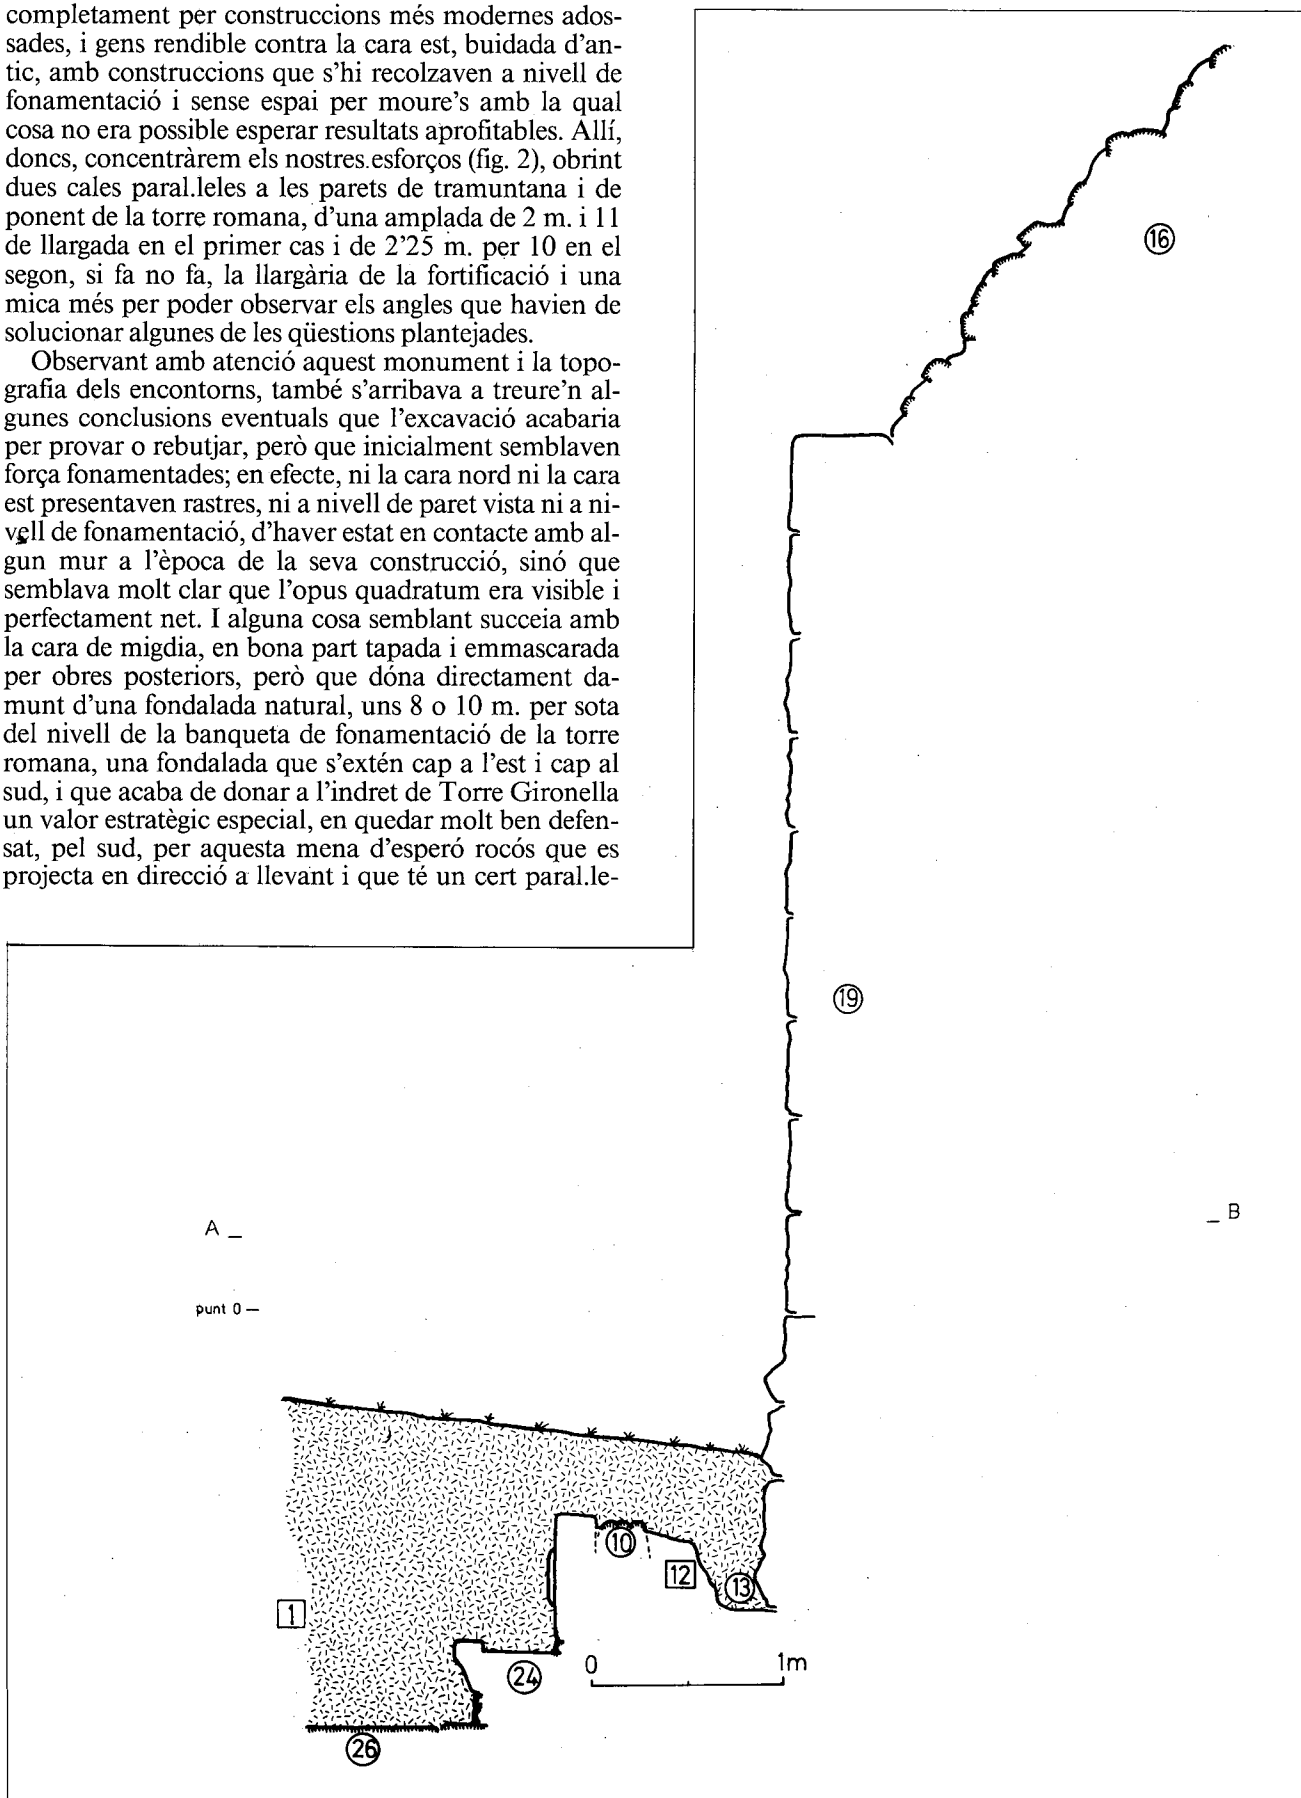 completament per construccions més modernes ados-
sades, i gens rendible contra la cara est, buidada d'an-
tic, amb construccions que s'hi recolzaven a nivell de
fonamentació i sense espai per moure's amb la qual
cosa no era possible esperar resultats aprofitables. Allí,
doncs, concentràrem els nostres esforços (fig. 2), obrint
dues cales paral.leles a les parets de tramuntana i de
ponent de la torre romana, d'una amplada de 2 m. i 11
de llargada en el primer cas i de 2'25 m. per 10 en el
segon, si fa no fa, la llargària de la fortificació i una
mica més per poder observar els angles que havien de
solucionar algunes de les qüestions plantejades.
Observant amb atenció aquest monument i la topo-
grafia dels encontorns, també s'arribava a treure'n al-
gunes conclusions eventuals que l'excavació acabaria
per provar o rebutjar, però que inicialment semblaven
força fonamentades; en efecte, ni la cara nord ni la cara
est presentaven rastres, ni a nivell de paret vista ni a ni-
vell de fonamentació, d'haver estat en contacte amb al-
gun mur a l'època de la seva construcció, sinó que
semblava molt clar que l'opus quadratum era visible i
perfectament net. I alguna cosa semblant succeia amb
la cara de migdia, en bona part tapada i emmascarada
per obres posteriors, però que dóna directament da-
munt d'una fondalada natural, uns 8 o 10 m. per sota
del nivell de la banqueta de fonamentació de la torre
romana, una fondalada que s'extén cap a l'est i cap al
sud, i que acaba de donar a l'indret de Torre Gironella
un valor estratègic especial, en quedar molt ben defen-
sat, pel sud, per aquesta mena d'esperó rocós que es
projecta en direcció a llevant i que té un cert paral.le-
16
19
A
B
punt 0
10
12
13
1
24
0 1m
26